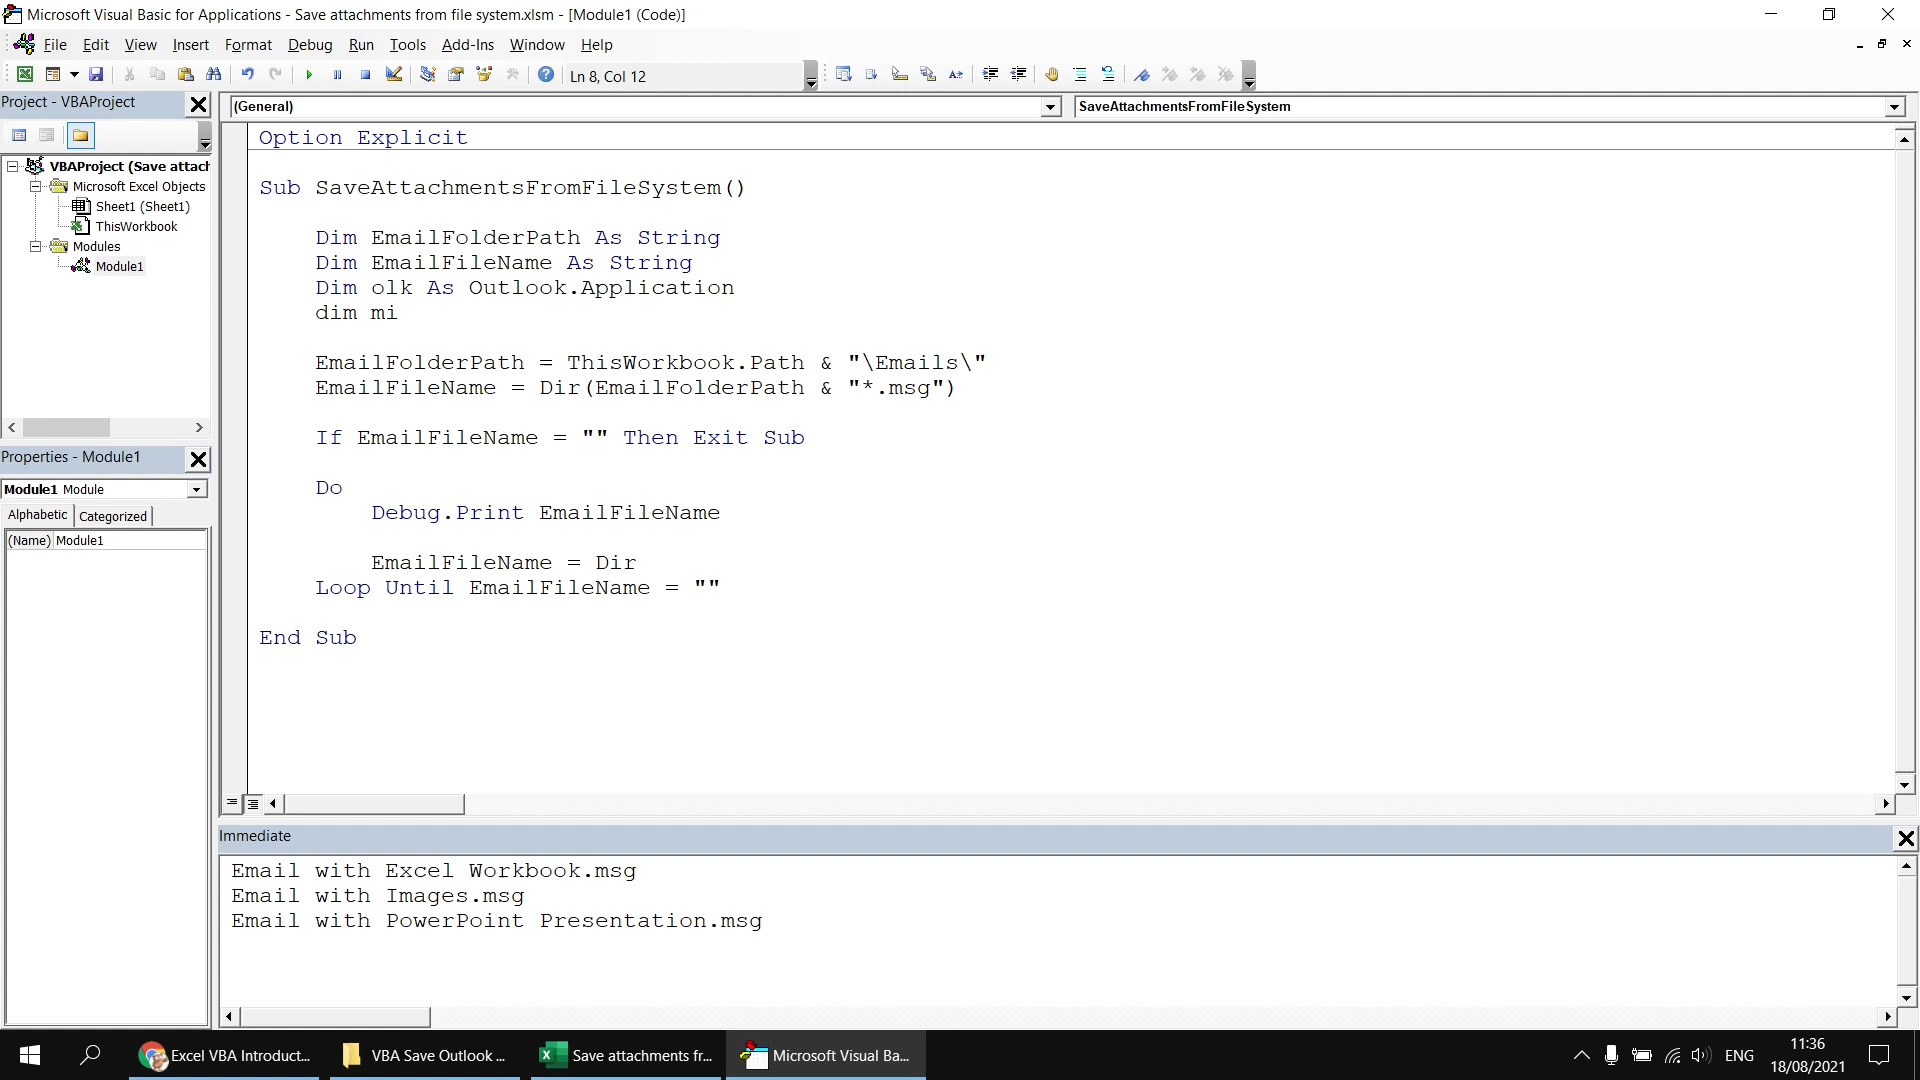 Microsoft Visual Basic for Applications - Save attachments from file system.xlsm - [Module1 (Code)]
File Edit View Insert Format Debug Run Tools Add-Ins Window Help
Ln 8, Col 12
Project - VBAProject
(General)
SaveAttachmentsFromFileSystem
VBAProject (Save attach
Microsoft Excel Objects
Sheet1 (Sheet1)
ThisWorkbook
Modules
Module1
Properties - Module1
Module1 Module
Alphabetic Categorized
(Name) Module1
Option Explicit
Sub SaveAttachmentsFromFileSystem()
Dim EmailFolderPath As String
Dim EmailFileName As String
Dim olk As Outlook.Application
dim mi
EmailFolderPath = ThisWorkbook.Path & "\Emails\"
EmailFileName = Dir(EmailFolderPath & "*.msg")
If EmailFileName = "" Then Exit Sub
Do
Debug.Print EmailFileName
EmailFileName = Dir
Loop Until EmailFileName = ""
End Sub
Immediate
Email with Excel Workbook.msg
Email with Images.msg
Email with PowerPoint Presentation.msg
Excel VBA Introduct...
VBA Save Outlook ...
Save attachments fr...
Microsoft Visual Ba...
ENG
11:36
18/08/2021